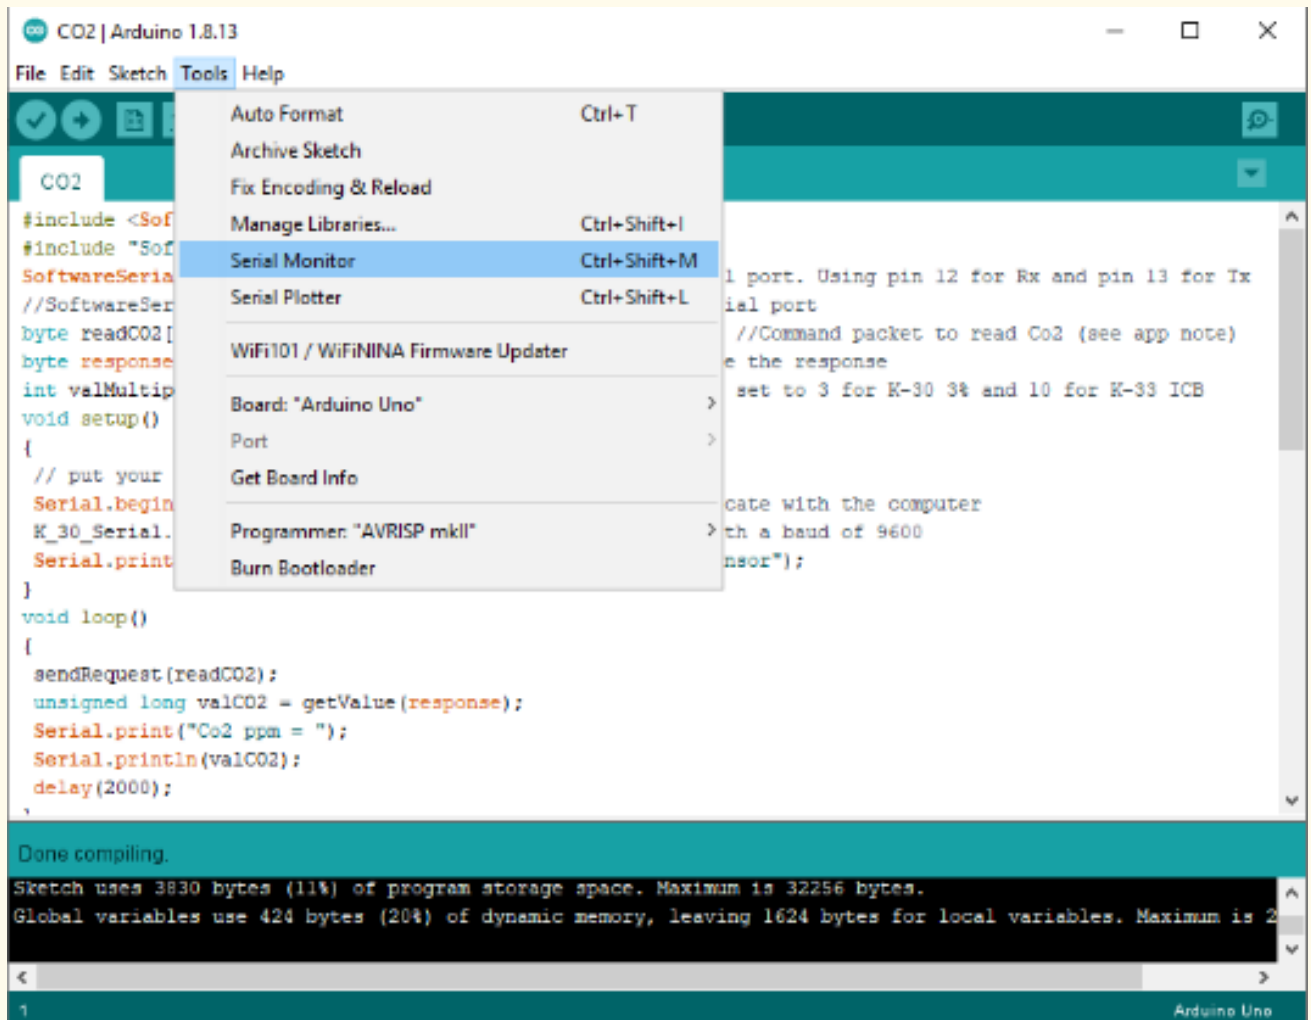 CO2 | Arduino 1.8.13
File Edit Sketch Tools Help
Auto Format Ctrl+T
Archive Sketch
Fix Encoding & Reload
Manage Libraries... Ctrl+Shift+I
Serial Monitor Ctrl+Shift+M
Serial Plotter Ctrl+Shift+L
WiFi101 / WiFiNINA Firmware Updater
Board: "Arduino Uno"
Port
Get Board Info
Programmer: "AVRISP mkII"
Burn Bootloader
CO2
#include <Sof
#include "Sof
SoftwareSeria l port. Using pin 12 for Rx and pin 13 for Tx
//SoftwareSer ial port
byte readCO2[ //Command packet to read Co2 (see app note)
byte response e the response
int valMultip set to 3 for K-30 3% and 10 for K-33 ICB
void setup()
{
// put your
Serial.begin cate with the computer
K_30_Serial. th a baud of 9600
Serial.print nsor");
}
void loop()
{
sendRequest(readCO2);
unsigned long valCO2 = getValue(response);
Serial.print("Co2 ppm = ");
Serial.println(valCO2);
delay(2000);
Done compiling.
Sketch uses 3830 bytes (11%) of program storage space. Maximum is 32256 bytes.
Global variables use 424 bytes (20%) of dynamic memory, leaving 1624 bytes for local variables. Maximum is 2
1 Arduino Uno